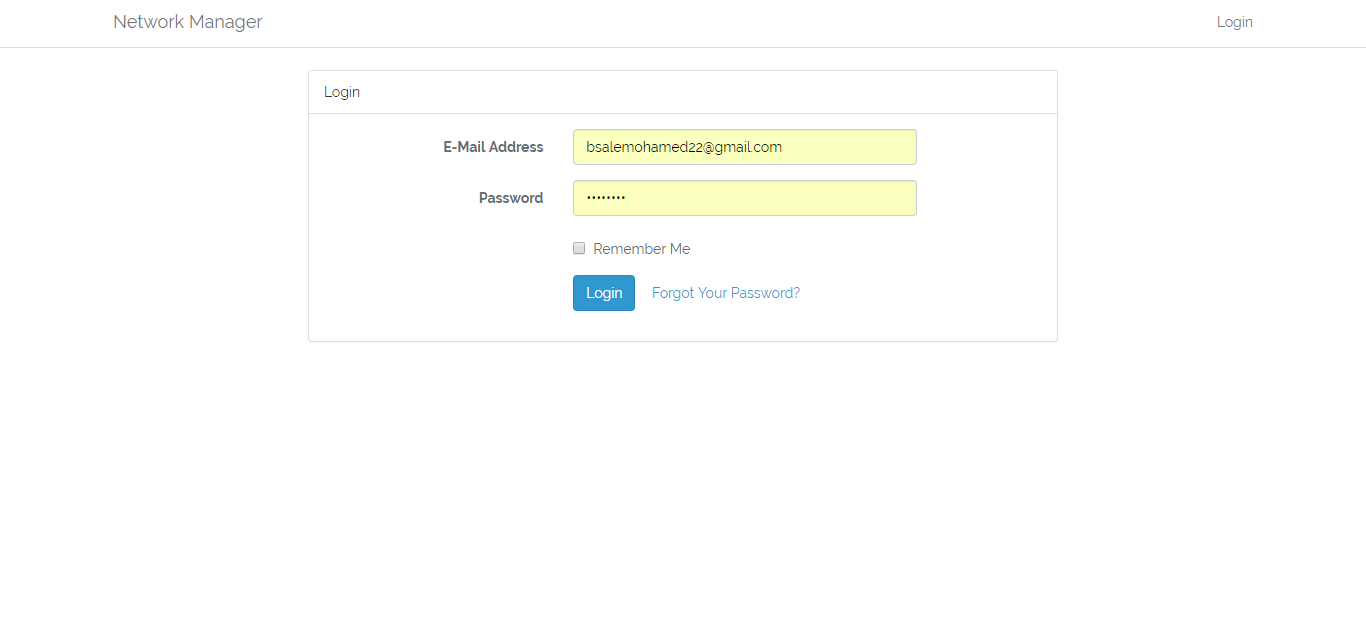 Network Manager Login
Login
E-Mail Address bsalemohamed22@gmail.com
Password ••••••••
Remember Me
Login Forgot Your Password?